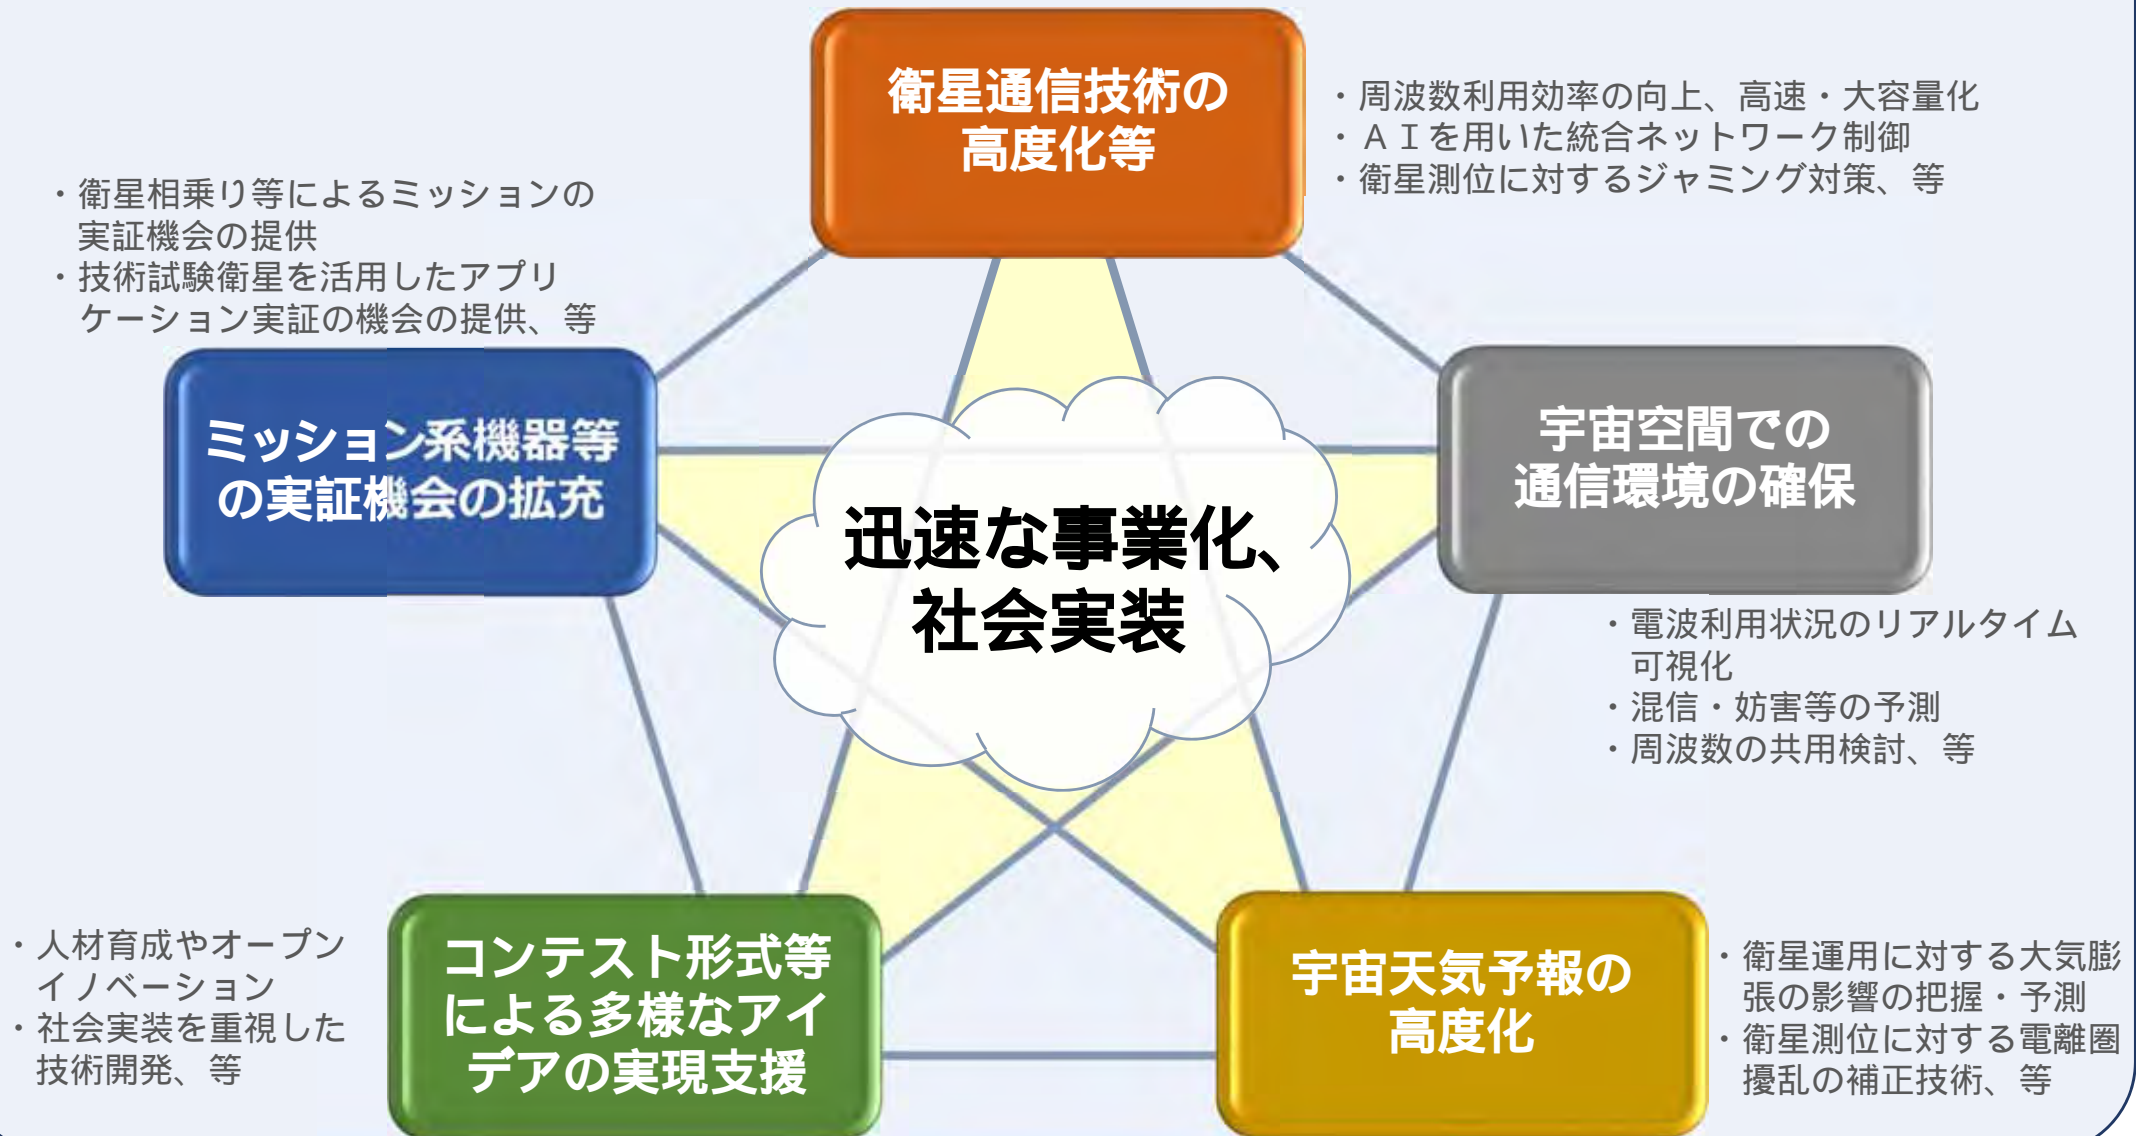 衛星通信技術の
高度化等
・周波数利用効率の向上、高速・大容量化
・ＡＩを用いた統合ネットワーク制御
・衛星測位に対するジャミング対策、等
・衛星相乗り等によるミッションの
実証機会の提供
・技術試験衛星を活用したアプリ
ケーション実証の機会の提供、等
ミッション系機器等
の実証機会の拡充
宇宙空間での
通信環境の確保
迅速な事業化、
社会実装
・電波利用状況のリアルタイム
可視化
・混信・妨害等の予測
・周波数の共用検討、等
・人材育成やオープン
イノベーション
・社会実装を重視した
技術開発、等
コンテスト形式等
による多様なアイ
デアの実現支援
宇宙天気予報の
高度化
・衛星運用に対する大気膨
張の影響の把握・予測
・衛星測位に対する電離圏
擾乱の補正技術、等